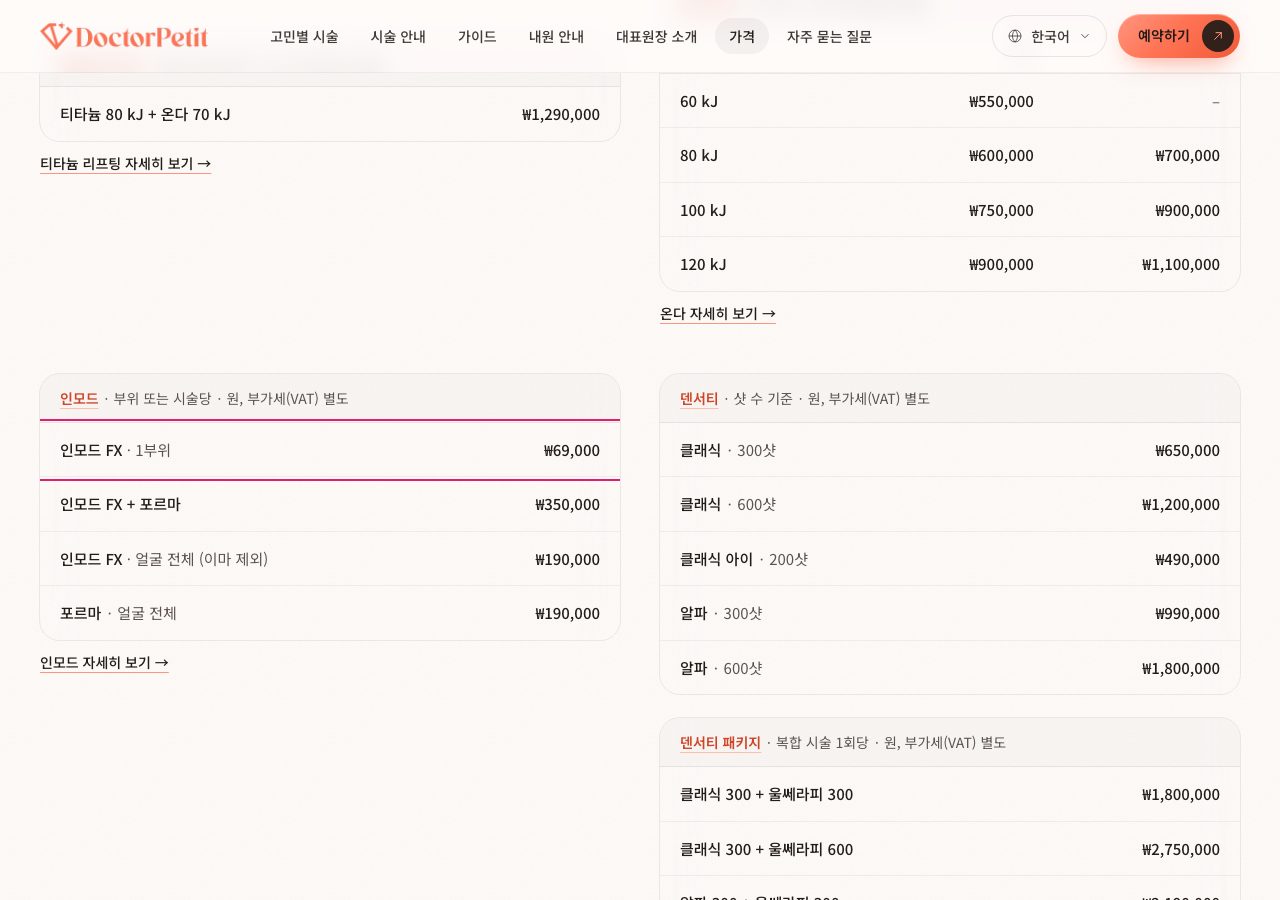 DoctorPetit
고민별 시술
시술 안내
가이드
내원 안내
대표원장 소개
가격
자주 묻는 질문
한국어
예약하기
티타늄 80 kJ + 온다 70 kJ ₩1,290,000
티타늄 리프팅 자세히 보기 →
60 kJ ₩550,000 –
80 kJ ₩600,000 ₩700,000
100 kJ ₩750,000 ₩900,000
120 kJ ₩900,000 ₩1,100,000
온다 자세히 보기 →
인모드 · 부위 또는 시술당 · 원, 부가세(VAT) 별도
인모드 FX · 1부위 ₩69,000
인모드 FX + 포르마 ₩350,000
인모드 FX · 얼굴 전체 (이마 제외) ₩190,000
포르마 · 얼굴 전체 ₩190,000
인모드 자세히 보기 →
덴서티 · 샷 수 기준 · 원, 부가세(VAT) 별도
클래식 · 300샷 ₩650,000
클래식 · 600샷 ₩1,200,000
클래식 아이 · 200샷 ₩490,000
알파 · 300샷 ₩990,000
알파 · 600샷 ₩1,800,000
덴서티 패키지 · 복합 시술 1회당 · 원, 부가세(VAT) 별도
클래식 300 + 울쎄라피 300 ₩1,800,000
클래식 300 + 울쎄라피 600 ₩2,750,000